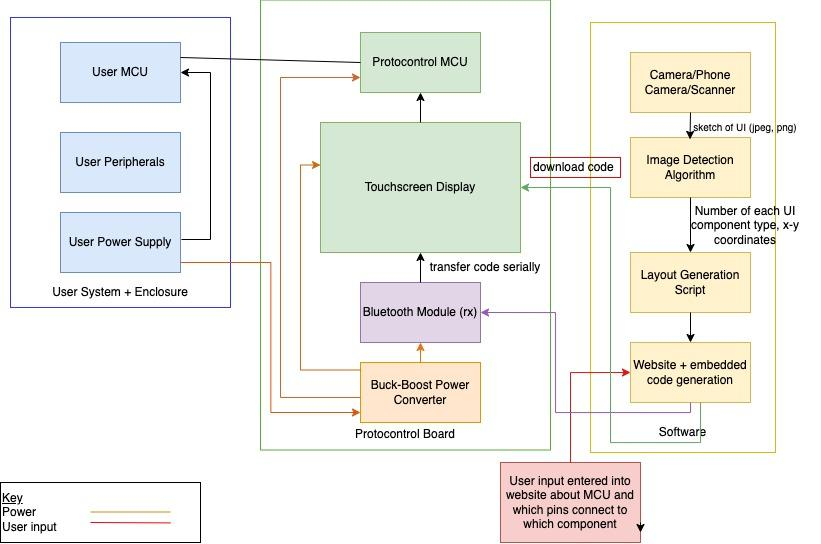 User MCU
User Peripherals
User Power Supply
User System + Enclosure
Protocontrol MCU
Touchscreen Display
transfer code serially
Bluetooth Module (rx)
Buck-Boost Power
Converter
Protocontrol Board
download code
Camera/Phone
Camera/Scanner
sketch of UI (jpeg, png)
Image Detection
Algorithm
Number of each UI
component type, x-y
coordinates
Layout Generation
Script
Website + embedded
code generation
Software
User input entered into
website about MCU and
which pins connect to
which component
Key
Power
User input